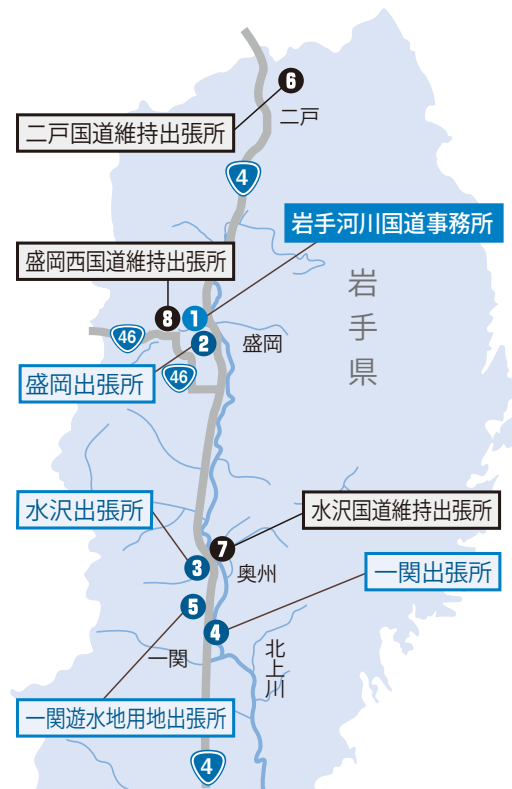 6
二戸
二戸国道維持出張所
4
岩手河川国道事務所
盛岡西国道維持出張所
岩手県
8
1
46
2
盛岡
46
盛岡出張所
水沢出張所
水沢国道維持出張所
7
3
奥州
一関出張所
5
4
北上川
一関
一関遊水地用地出張所
4